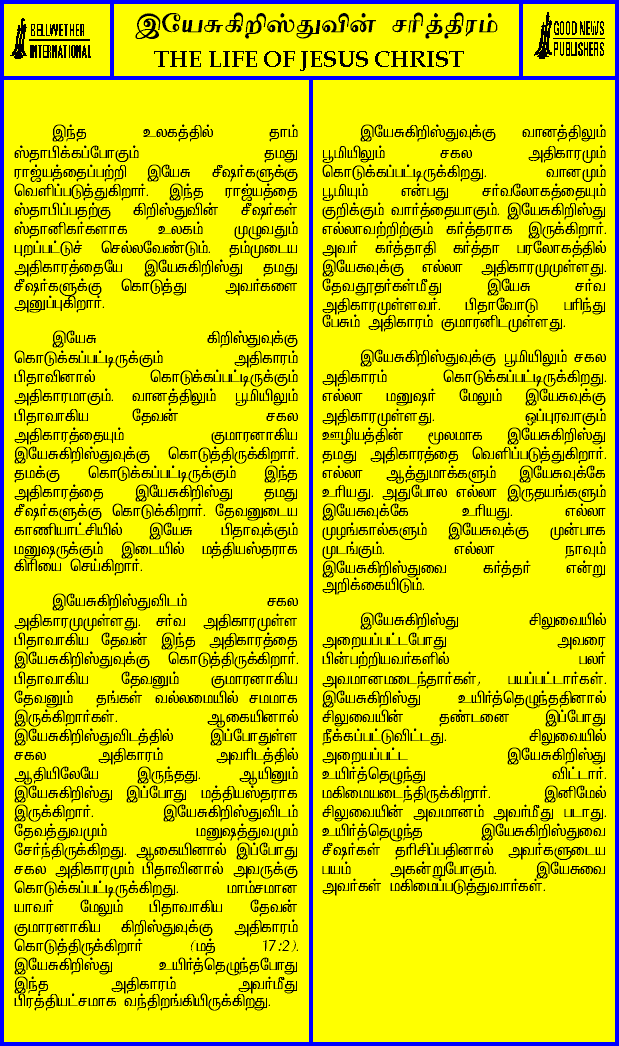 BELLWETHER
INTERNATIONAL
இயேசுகிறிஸ்துவின் சரித்திரம்
THE LIFE OF JESUS CHRIST
GOOD NEWS
PUBLISHERS
இந்த உலகத்தில் தாம்
ஸ்தாபிக்கப்போகும் தமது
ராஜ்யத்தைப்பற்றி இயேசு சீஷர்களுக்கு
வெளிப்படுத்துகிறார். இந்த ராஜ்யத்தை
ஸ்தாபிப்பதற்கு கிறிஸ்துவின் சீஷர்கள்
ஸ்தானிகர்களாக உலகம் முழுவதும்
புறப்பட்டுச் செல்லவேண்டும். தம்முடைய
அதிகாரத்தையே இயேசுகிறிஸ்து தமது
சீஷர்களுக்கு கொடுத்து அவர்களை
அனுப்புகிறார்.
இயேசு கிறிஸ்துவுக்கு
கொடுக்கப்பட்டிருக்கும் அதிகாரம்
பிதாவினால் கொடுக்கப்பட்டிருக்கும்
அதிகாரமாகும். வானத்திலும் பூமியிலும்
பிதாவாகிய தேவன் சகல
அதிகாரத்தையும் குமாரனாகிய
இயேசுகிறிஸ்துவுக்கு கொடுத்திருக்கிறார்.
தமக்கு கொடுக்கப்பட்டிருக்கும் இந்த
அதிகாரத்தை இயேசுகிறிஸ்து தமது
சீஷர்களுக்கு கொடுக்கிறார். தேவனுடைய
காணியாட்சியில் இயேசு பிதாவுக்கும்
மனுஷருக்கும் இடையில் மத்தியஸ்தராக
கிரியை செய்கிறார்.
இயேசுகிறிஸ்துவிடம் சகல
அதிகாரமுமுள்ளது. சர்வ அதிகாரமுள்ள
பிதாவாகிய தேவன் இந்த அதிகாரத்தை
இயேசுகிறிஸ்துவுக்கு கொடுத்திருக்கிறார்.
பிதாவாகிய தேவனும் குமாரனாகிய
தேவனும் தங்கள் வல்லமையில் சமமாக
இருக்கிறார்கள். ஆகையினால்
இயேசுகிறிஸ்துவிடத்தில் இப்போதுள்ள
சகல அதிகாரம் அவரிடத்தில்
ஆதியிலேயே இருந்தது. ஆயினும்
இயேசுகிறிஸ்து இப்போது மத்தியஸ்தராக
இருக்கிறார். இயேசுகிறிஸ்துவிடம்
தேவத்துவமும் மனுஷத்துவமும்
சேர்ந்திருக்கிறது. ஆகையினால் இப்போது
சகல அதிகாரமும் பிதாவினால் அவருக்கு
கொடுக்கப்பட்டிருக்கிறது. மாம்சமான
யாவர் மேலும் பிதாவாகிய தேவன்
குமாரனாகிய கிறிஸ்துவுக்கு அதிகாரம்
கொடுத்திருக்கிறார் (மத் 17:2).
இயேசுகிறிஸ்து உயிர்த்தெழுந்தபோது
இந்த அதிகாரம் அவர்மீது
பிரத்தியட்சமாக வந்திறங்கியிருக்கிறது.
இயேசுகிறிஸ்துவுக்கு வானத்திலும்
பூமியிலும் சகல அதிகாரமும்
கொடுக்கப்பட்டிருக்கிறது. வானமும்
பூமியும் என்பது சர்வலோகத்தையும்
குறிக்கும் வார்த்தையாகும். இயேசுகிறிஸ்து
எல்லாவற்றிற்கும் கர்த்தராக இருக்கிறார்.
அவர் கர்த்தாதி கர்த்தா பரலோகத்தில்
இயேசுவுக்கு எல்லா அதிகாரமுமுள்ளது.
தேவதூதர்கள்மீது இயேசு சர்வ
அதிகாரமுள்ளவர். பிதாவோடு பரிந்து
பேசும் அதிகாரம் குமாரனிடமுள்ளது.
இயேசுகிறிஸ்துவுக்கு பூமியிலும் சகல
அதிகாரம் கொடுக்கப்பட்டிருக்கிறது.
எல்லா மனுஷர் மேலும் இயேசுவுக்கு
அதிகாரமுள்ளது. ஒப்புரவாகும்
ஊழியத்தின் மூலமாக இயேசுகிறிஸ்து
தமது அதிகாரத்தை வெளிப்படுத்துகிறார்.
எல்லா ஆத்துமாக்களும் இயேசுவுக்கே
உரியது. அதுபோல எல்லா இருதயங்களும்
இயேசுவுக்கே உரியது. எல்லா
முழங்கால்களும் இயேசுவுக்கு முன்பாக
முடங்கும். எல்லா நாவும்
இயேசுகிறிஸ்துவை கர்த்தர் என்று
அறிக்கையிடும்.
இயேசுகிறிஸ்து சிலுவையில்
அறையப்பட்டபோது அவரை
பின்பற்றியவர்களில் பலர்
அவமானமடைந்தார்கள், பயப்பட்டார்கள்.
இயேசுகிறிஸ்து உயிர்த்தெழுந்ததினால்
சிலுவையின் தண்டனை இப்போது
நீக்கப்பட்டுவிட்டது. சிலுவையில்
அறையப்பட்ட இயேசுகிறிஸ்து
உயிர்த்தெழுந்து விட்டார்.
மகிமையடைந்திருக்கிறார். இனிமேல்
சிலுவையின் அவமானம் அவர்மீது படாது.
உயிர்த்தெழுந்த இயேசுகிறிஸ்துவை
சீஷர்கள் தரிசிப்பதினால் அவர்களுடைய
பயம் அகன்றுபோகும். இயேசுவை
அவர்கள் மகிமைப்படுத்துவார்கள்.